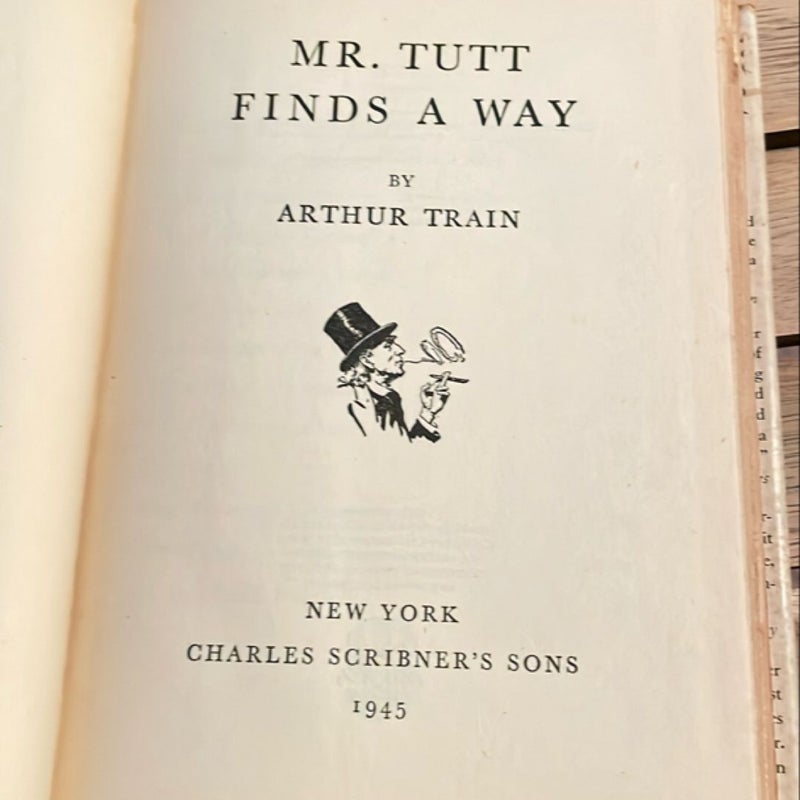 MR. TUTT
FINDS A WAY
BY
ARTHUR TRAIN
NEW YORK
CHARLES SCRIBNER'S SONS
1945